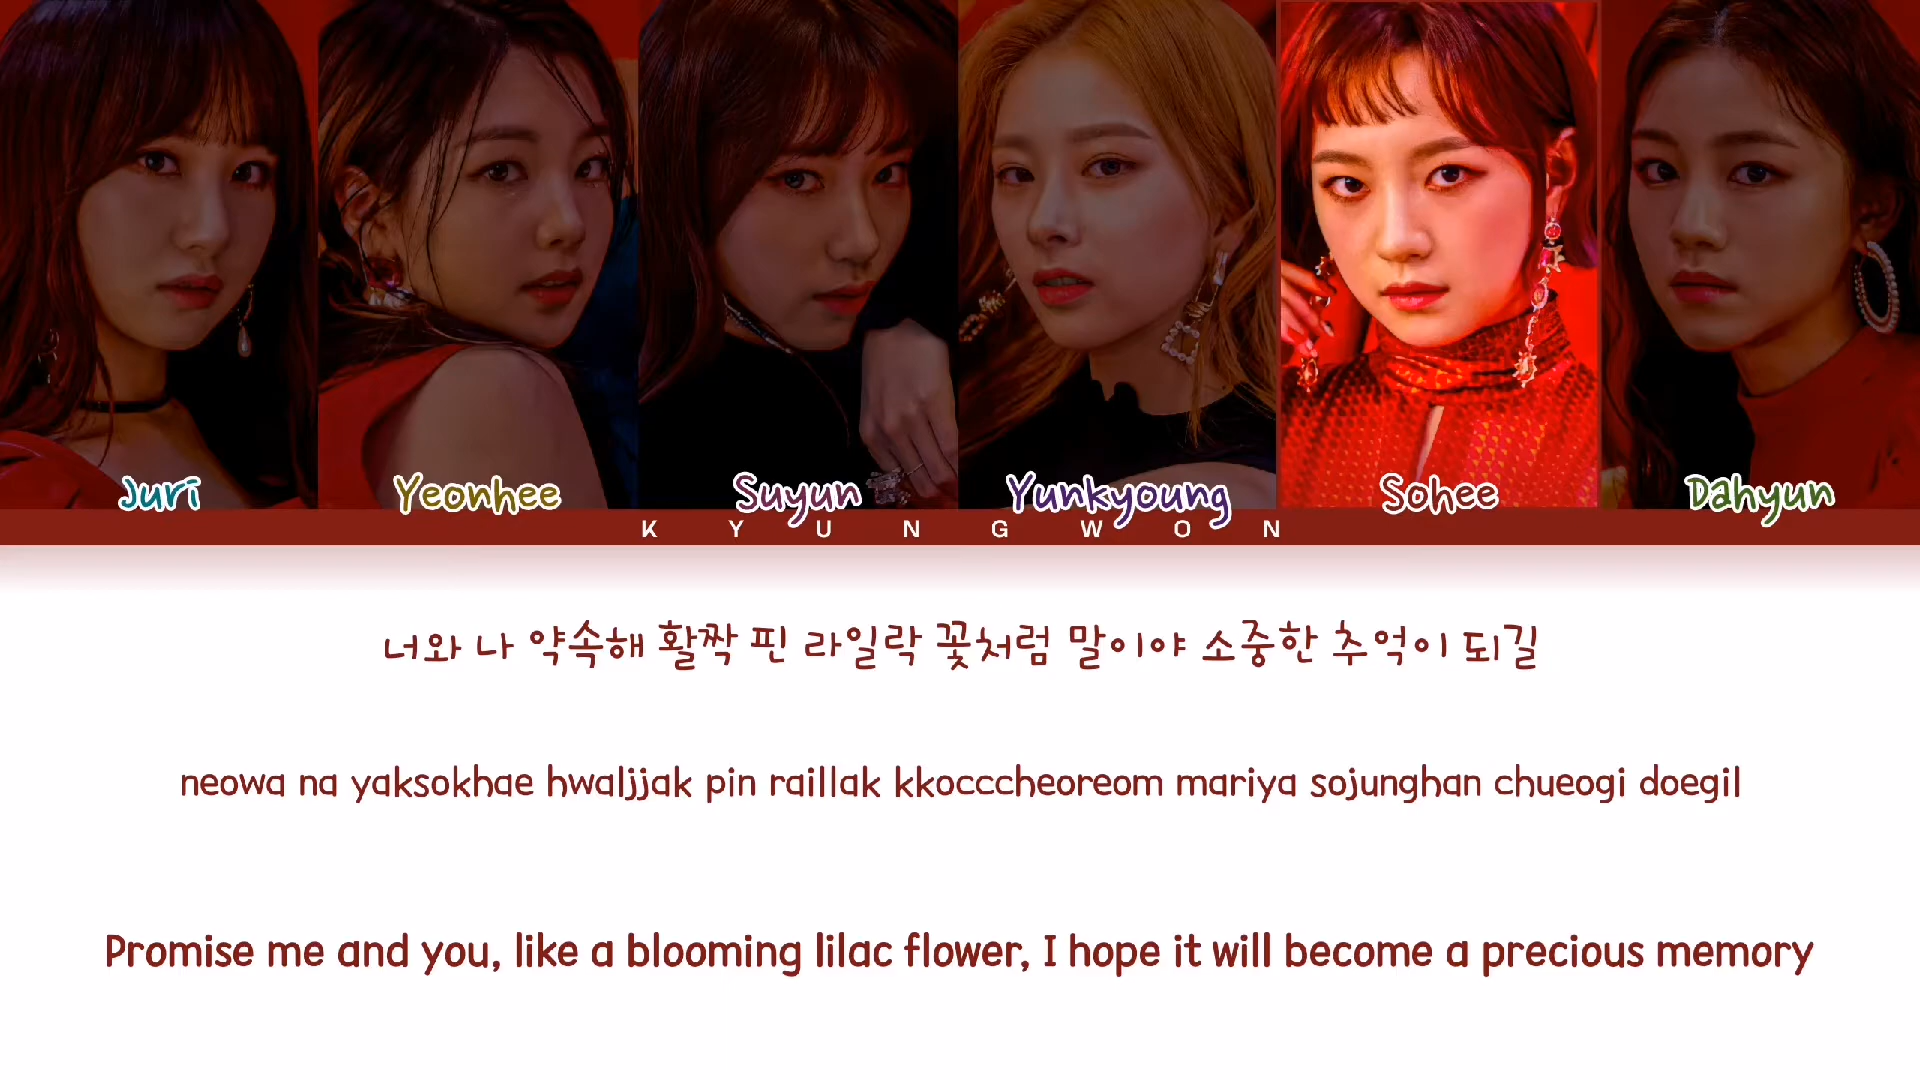 Juri Yeonhee Suyun Yunkyoung Sohee Dahyun
KYUNGWON
너와 나 약속해 활짝 핀 라일락 꽃처럼 말이야 소중한 추억이 되길
neowa na yaksokhae hwaljjak pin raillak kkocccheoreom mariya sojunghan chueogi doegil
Promise me and you, like a blooming lilac flower, I hope it will become a precious memory